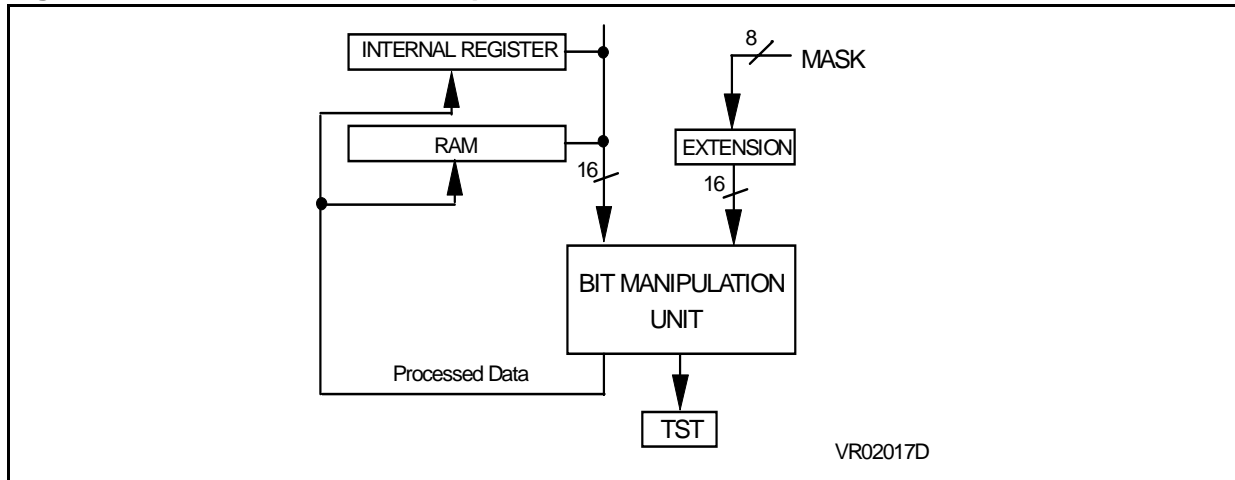 INTERNAL REGISTER
8
MASK
RAM
EXTENSION
16
16
BIT MANIPULATION
UNIT
Processed Data
TST
VR02017D